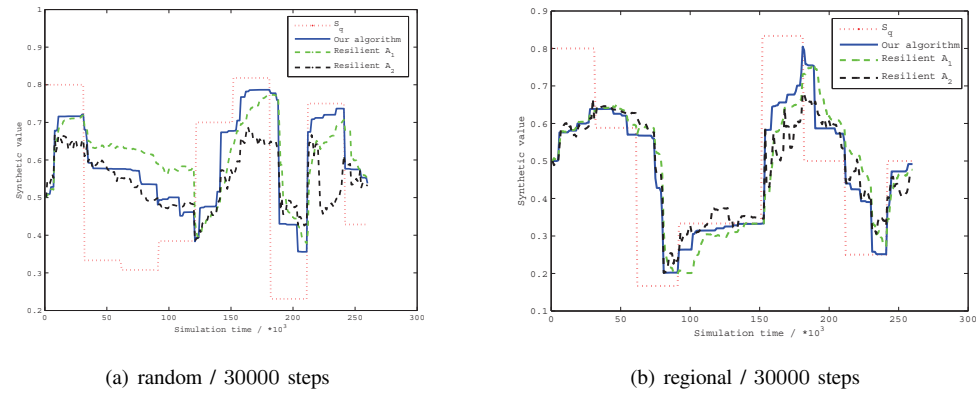 1
0.9
0.8
0.7
0.6
0.5
0.4
0.3
0.2
Synthetic value
0
50
100
150
200
250
300
Simulation time / *10³
S_q
Our algorithm
Resilient A_1
Resilient A_2
(a) random / 30000 steps
0.9
0.8
0.7
0.6
0.5
0.4
0.3
0.2
0.1
Synthetic value
0
50
100
150
200
250
300
Simulation time / *10³
S_q
Our algorithm
Resilient A_1
Resilient A_2
(b) regional / 30000 steps